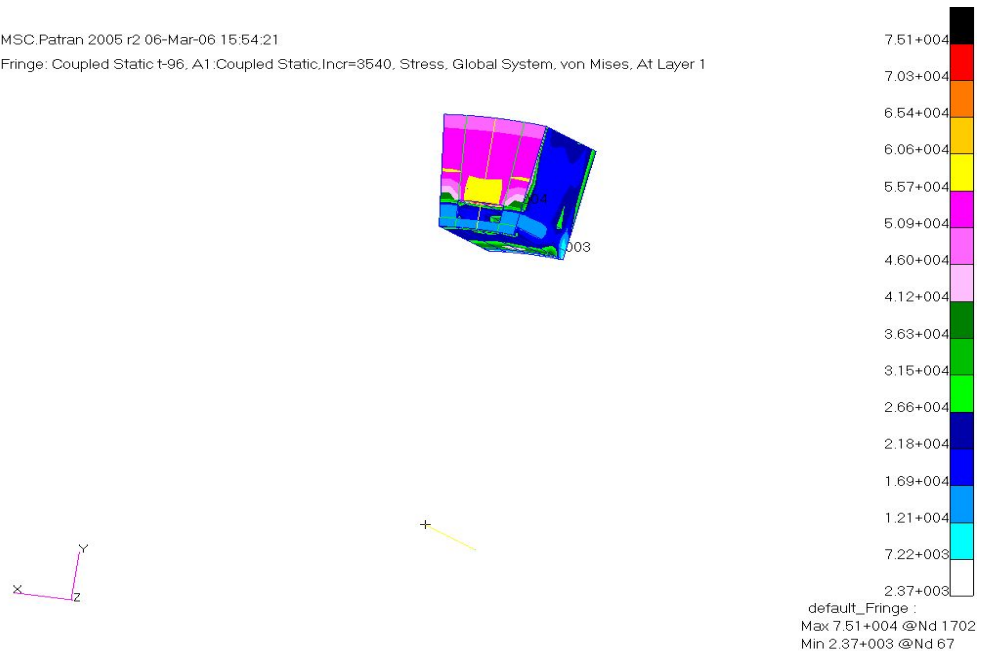 MSC.Patran 2005 r2 06-Mar-06 15:54:21
Fringe: Coupled Static t-96, A1:Coupled Static,Incr=3540, Stress, Global System, von Mises, At Layer 1
7.51+004
7.03+004
6.54+004
6.06+004
5.57+004
5.09+004
4.60+004
4.12+004
3.63+004
3.15+004
2.66+004
2.18+004
1.69+004
1.21+004
7.22+003
2.37+003
04
003
Y
X
Z
default_Fringe :
Max 7.51+004 @Nd 1702
Min 2.37+003 @Nd 67